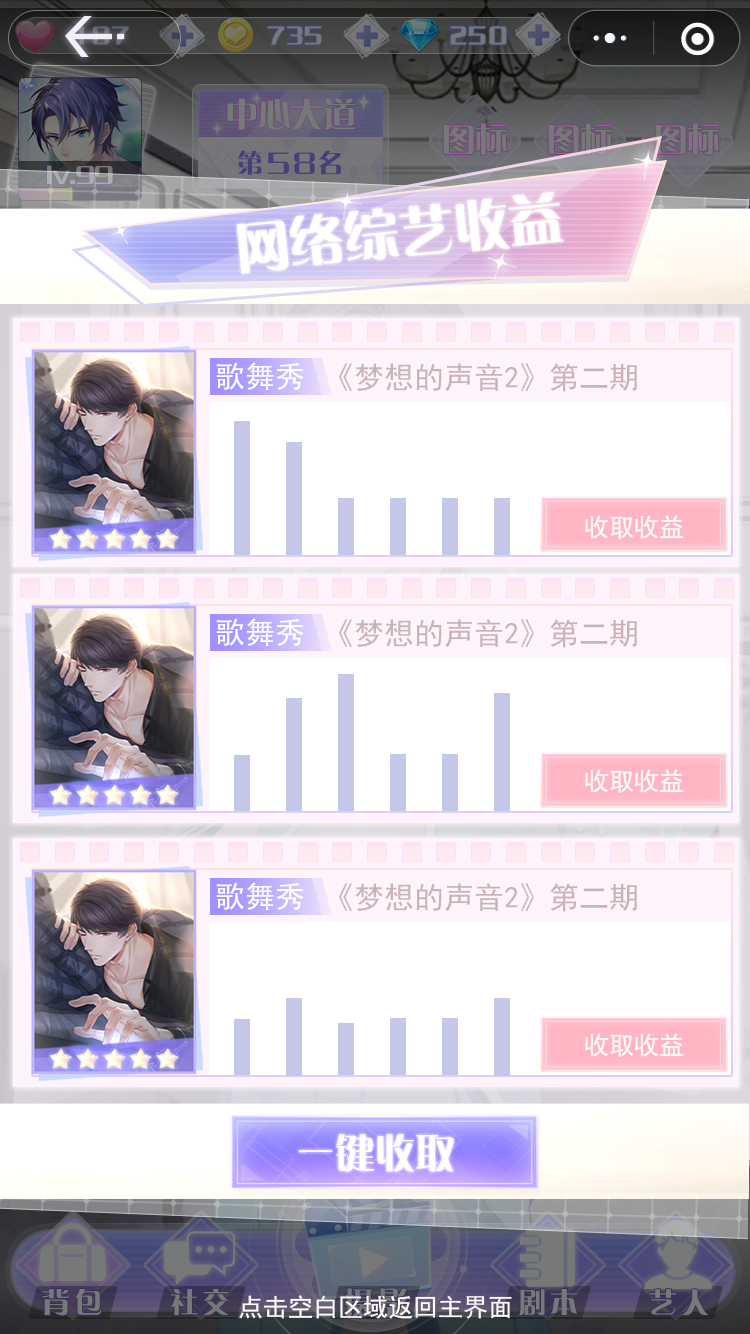 87 735 250
中心大道
第58名
图标 图标 图标
lv.99
网络综艺收益
歌舞秀 《梦想的声音2》第二期
收取收益
歌舞秀 《梦想的声音2》第二期
收取收益
歌舞秀 《梦想的声音2》第二期
收取收益
一键收取
背包 社交 剧本 艺人
点击空白区域返回主界面